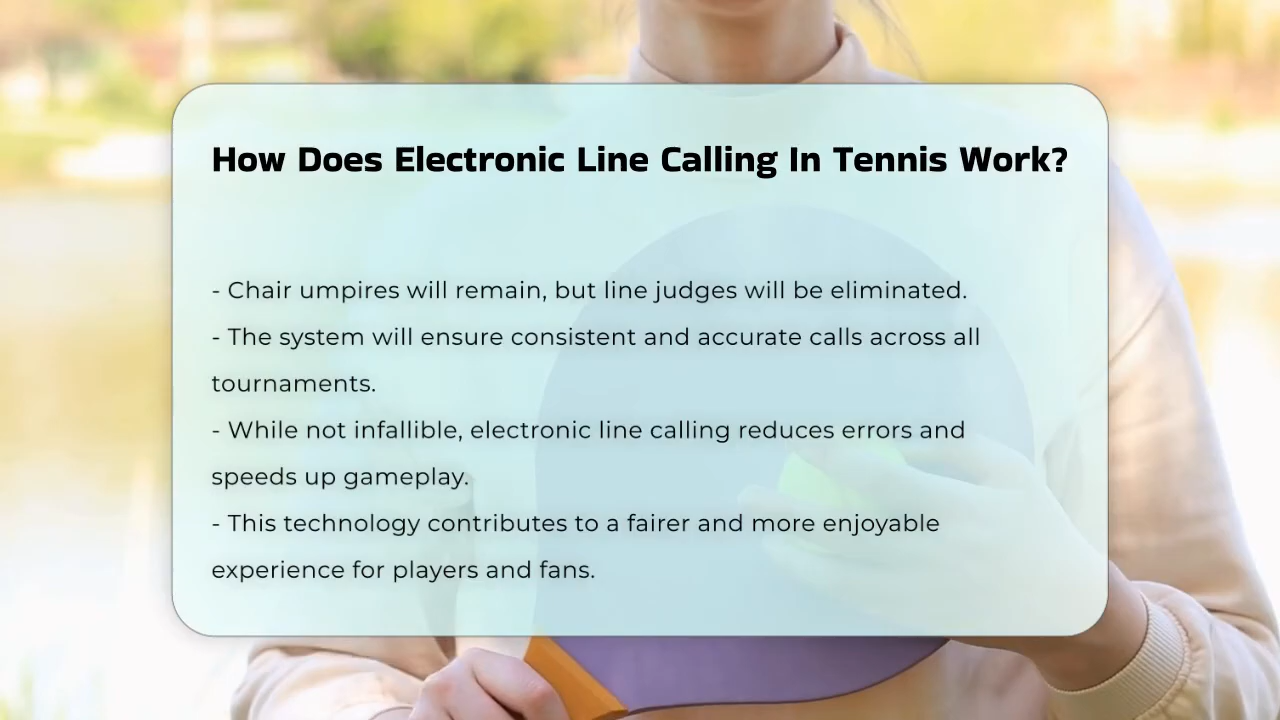 How Does Electronic Line Calling In Tennis Work?
- Chair umpires will remain, but line judges will be eliminated.
- The system will ensure consistent and accurate calls across all
tournaments.
- While not infallible, electronic line calling reduces errors and
speeds up gameplay.
- This technology contributes to a fairer and more enjoyable
experience for players and fans.